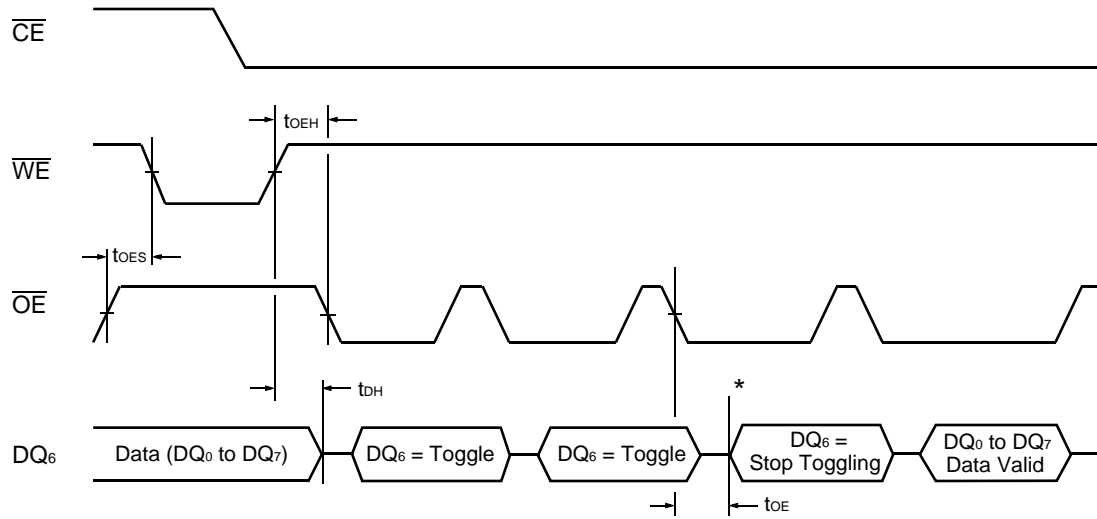 CE
tOEH
WE
tOES
OE
tDH
*
DQ6
Data (DQ0 to DQ7)
DQ6 = Toggle
DQ6 = Toggle
DQ6 =
Stop Toggling
DQ0 to DQ7
Data Valid
tOE